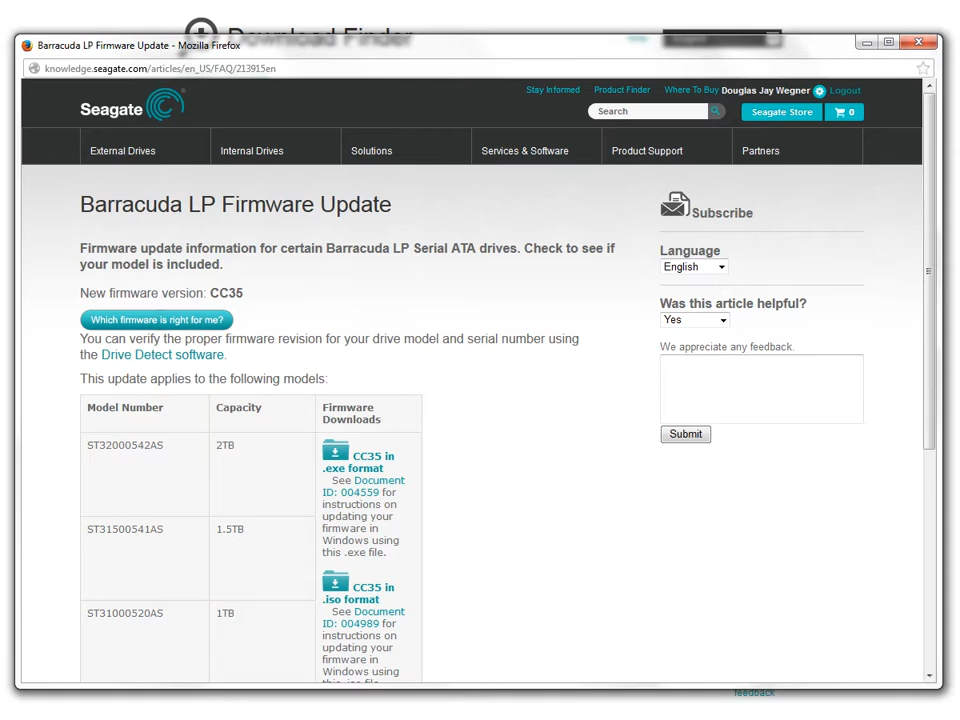 Download Finder
Barracuda LP Firmware Update - Mozilla Firefox
knowledge.seagate.com/articles/en_US/FAQ/213915en
Stay Informed Product Finder Where To Buy Douglas Jay Wegner Logout
Seagate
Search
Seagate Store
0
External Drives
Internal Drives
Solutions
Services & Software
Product Support
Partners
Barracuda LP Firmware Update
Firmware update information for certain Barracuda LP Serial ATA drives. Check to see if
your model is included.
New firmware version: CC35
Which firmware is right for me?
You can verify the proper firmware revision for your drive model and serial number using
the Drive Detect software.
This update applies to the following models:
Model Number
Capacity
Firmware
Downloads
ST32000542AS
2TB
CC35 in
.exe format
See Document
ID: 004559 for
instructions on
updating your
firmware in
Windows using
this .exe file.
ST31500541AS
1.5TB
CC35 in
.iso format
See Document
ID: 004989 for
instructions on
updating your
firmware in
Windows using
this .iso file
ST31000520AS
1TB
Subscribe
Language
English
Was this article helpful?
Yes
We appreciate any feedback.
Submit
feedback